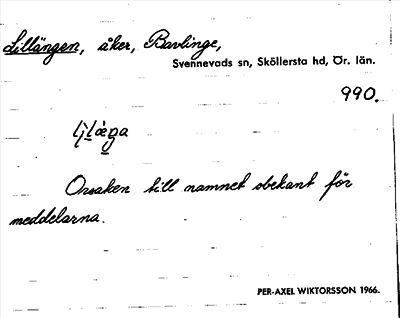 Lillängen, åker, Bavlinge,
Svennevads sn, Sköllersta hd, Ör. län.
990.
Orsaken till namnet obekant för
meddelarna.
PER-AXEL WIKTORSSON 1966.